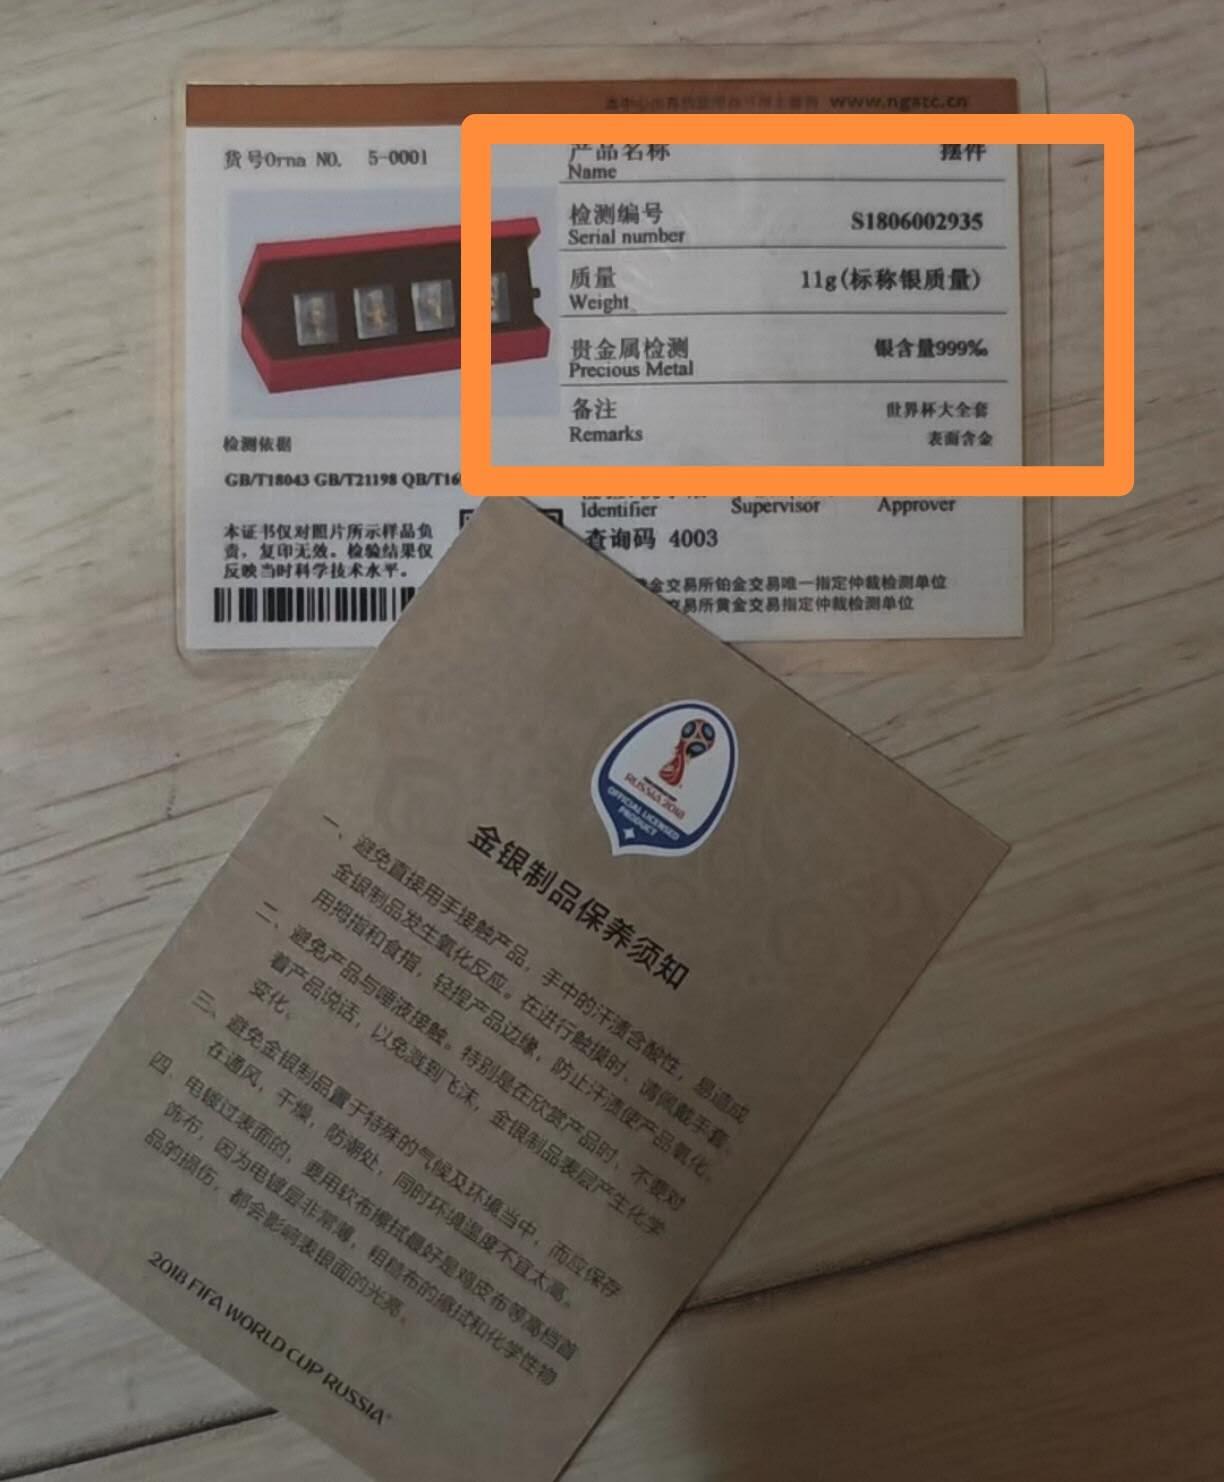 www.ngstc.cn
货号Orna NO. 5-0001
产品名称 摆件
Name
检测编号 S1806002935
Serial number
质量 11g(标称银质量)
Weight
贵金属检测 银含量999‰
Precious Metal
备注 世界杯大全套
Remarks 表面含金
检测依据
GB/T18043 GB/T21198 QB/T16
Identifier Supervisor Approver
本证书仅对照片所示样品负
责，复印无效。检验结果仅
反映当时科学技术水平。
查询码 4003
金交易所铂金交易唯一指定仲裁检测单位
易所黄金交易指定仲裁检测单位
RUSSIA 2018
OFFICIAL LICENSED
PRODUCT
金银制品保养须知
一、避免直接用手接触产品，手中的汗渍含酸性，易造成
金银制品发生氧化反应。在进行触摸时、请佩戴手套、
用拇指和食指，轻捏产品边缘，防止汗渍使产品氧化。
二、避免产品与唾液接触。特别是在欣赏产品时、不要对
着产品说话，以免溅到飞沫，金银制品表层产生化学
变化。
三、避免金银制品置于特殊的气候及环境当中，而应保存
在通风，干燥，防潮处，同时环境温度不宜太高。
四、电镀过表面的，要用软布擦拭最好是鸡皮布等高档首
饰布，因为电镀层非常薄，粗糙布的擦拭和化学性物
品的损伤，都会影响表银面的光亮。
2018 FIFA WORLD CUP RUSSIA